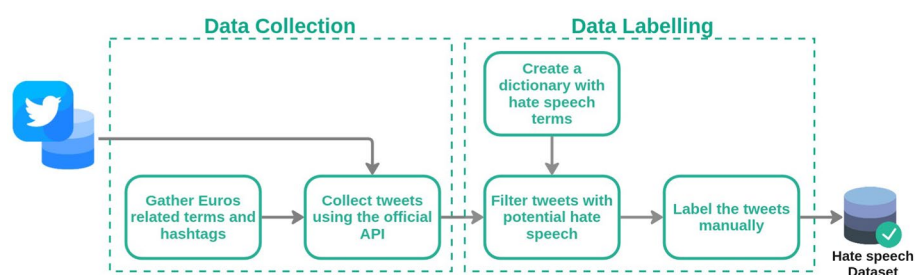 Data Collection
Data Labelling
Create a
dictionary with
hate speech
terms
Gather Euros
related terms and
hashtags
Collect tweets
using the official
API
Filter tweets with
potential hate
speech
Label the tweets
manually
Hate speech
Dataset